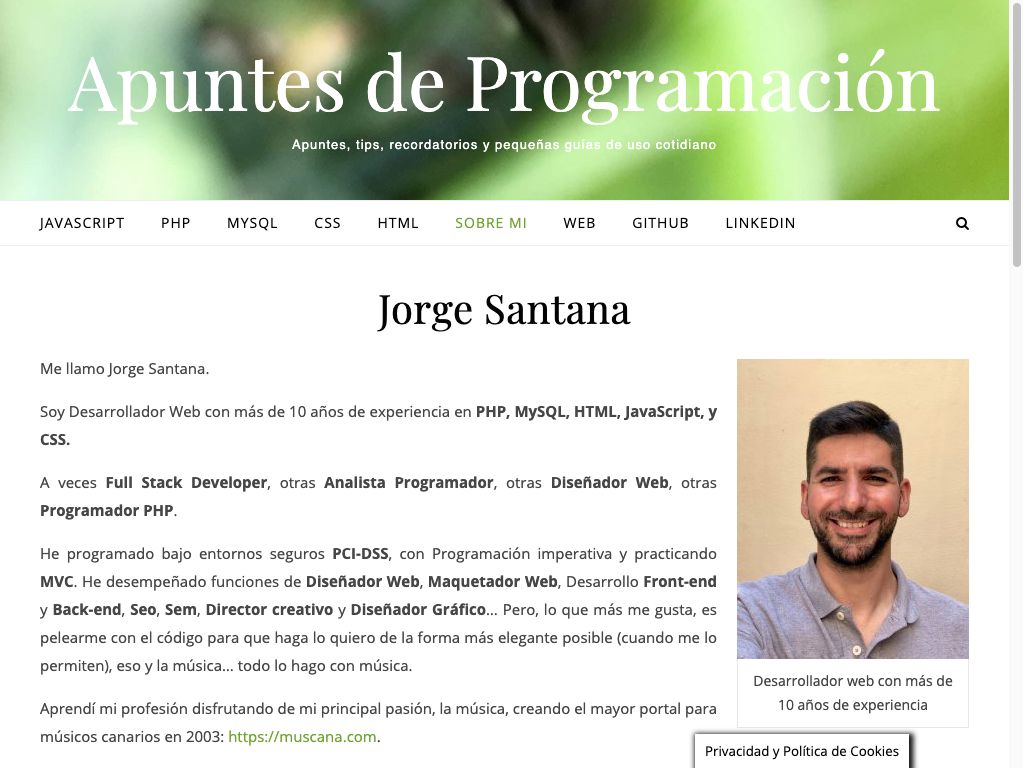 Apuntes de Programación
Apuntes, tips, recordatorios y pequeñas guías de uso cotidiano
JAVASCRIPT PHP MYSQL CSS HTML SOBRE MI WEB GITHUB LINKEDIN
Jorge Santana
Me llamo Jorge Santana.
Soy Desarrollador Web con más de 10 años de experiencia en PHP, MySQL, HTML, JavaScript, y
CSS.
A veces Full Stack Developer, otras Analista Programador, otras Diseñador Web, otras
Programador PHP.
He programado bajo entornos seguros PCI-DSS, con Programación imperativa y practicando
MVC. He desempeñado funciones de Diseñador Web, Maquetador Web, Desarrollo Front-end
y Back-end, Seo, Sem, Director creativo y Diseñador Gráfico... Pero, lo que más me gusta, es
pelearme con el código para que haga lo quiero de la forma más elegante posible (cuando me lo
permiten), eso y la música... todo lo hago con música.
Aprendí mi profesión disfrutando de mi principal pasión, la música, creando el mayor portal para
músicos canarios en 2003: https://muscana.com.
Desarrollador web con más de
10 años de experiencia
Privacidad y Política de Cookies